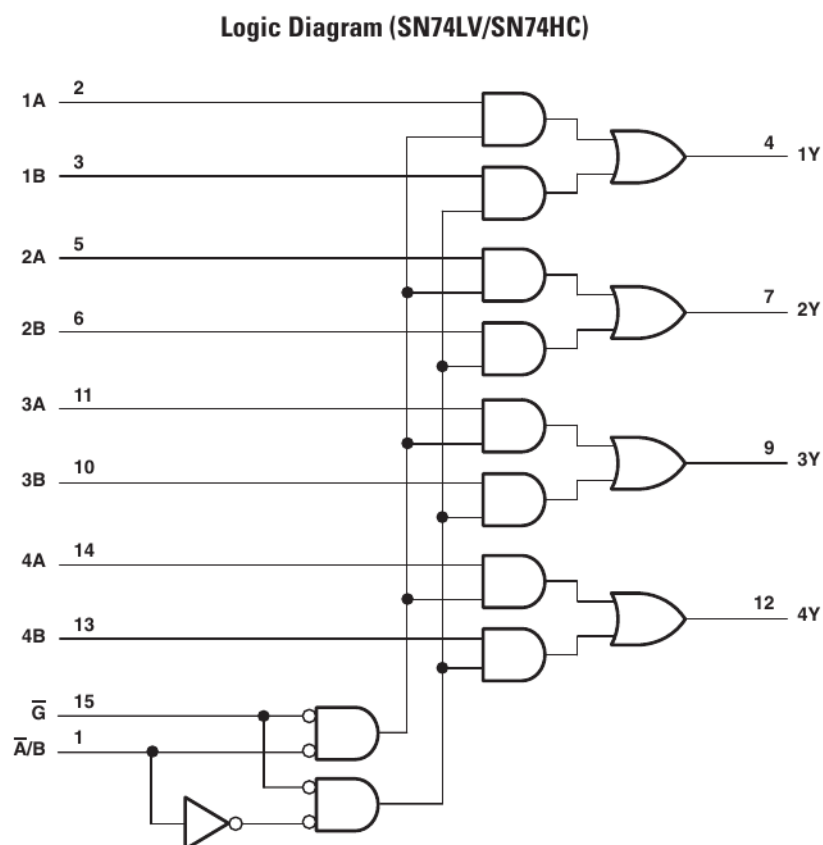 Logic Diagram (SN74LV/SN74HC)
1A 2
4 1Y
1B 3
2A 5
7 2Y
2B 6
3A 11
9 3Y
3B 10
4A 14
12 4Y
4B 13
G̅ 15
A̅/B 1